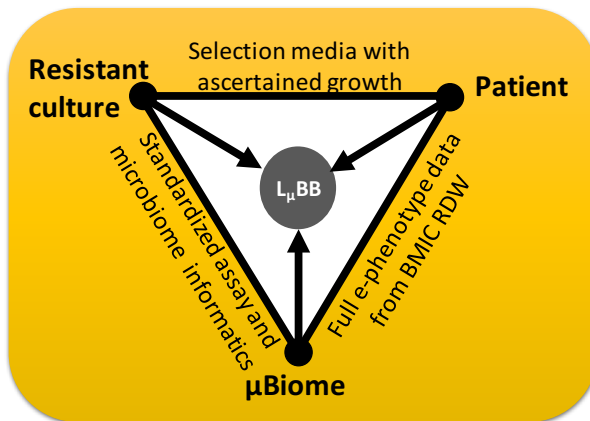 Selection media with
ascertained growth
Resistant
culture
Patient
LμBB
Standardized assay and
microbiome informatics
Full e-phenotype data
from BMIC RDW
μBiome